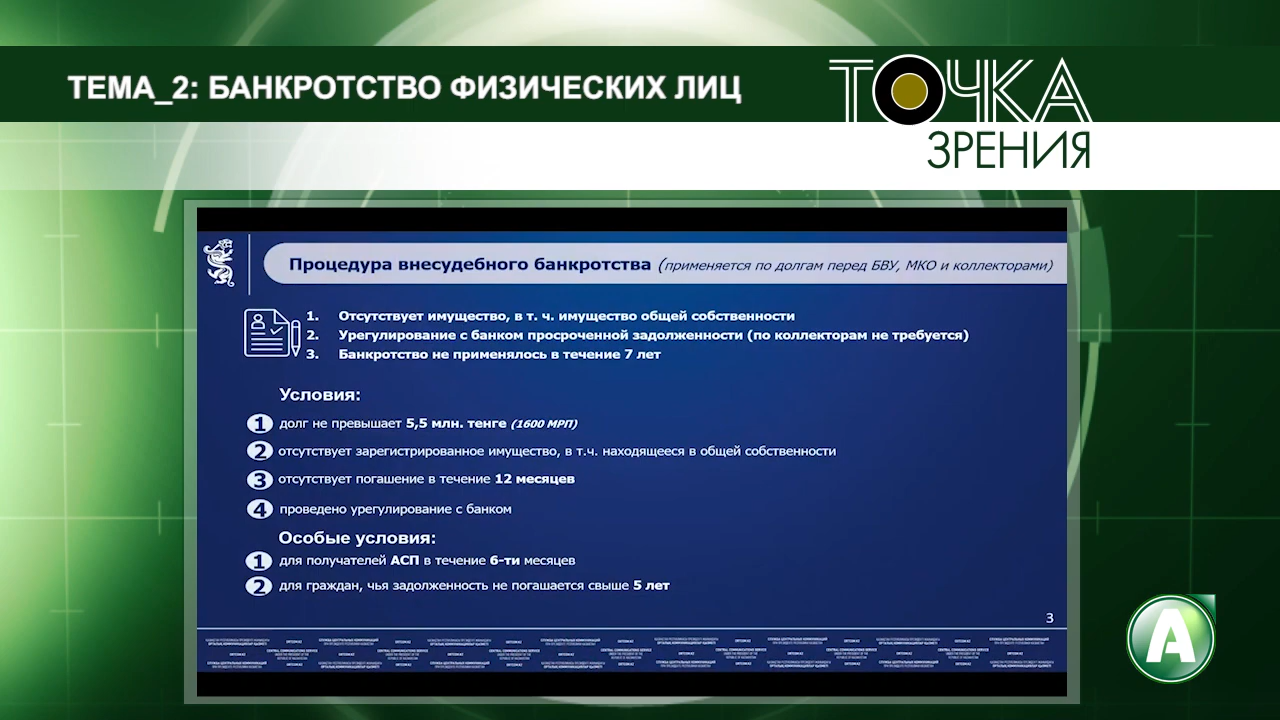 ТЕМА_2: БАНКРОТСТВО ФИЗИЧЕСКИХ ЛИЦ
ТОЧКА
ЗРЕНИЯ
Процедура внесудебного банкротства (применяется по долгам перед БВУ, МКО и коллекторами)
1. Отсутствует имущество, в т. ч. имущество общей собственности
2. Урегулирование с банком просроченной задолженности (по коллекторам не требуется)
3. Банкротство не применялось в течение 7 лет
Условия:
1 долг не превышает 5,5 млн. тенге (1600 МРП)
2 отсутствует зарегистрированное имущество, в т.ч. находящееся в общей собственности
3 отсутствует погашение в течение 12 месяцев
4 проведено урегулирование с банком
Особые условия:
1 для получателей АСП в течение 6-ти месяцев
2 для граждан, чья задолженность не погашается свыше 5 лет
3
А